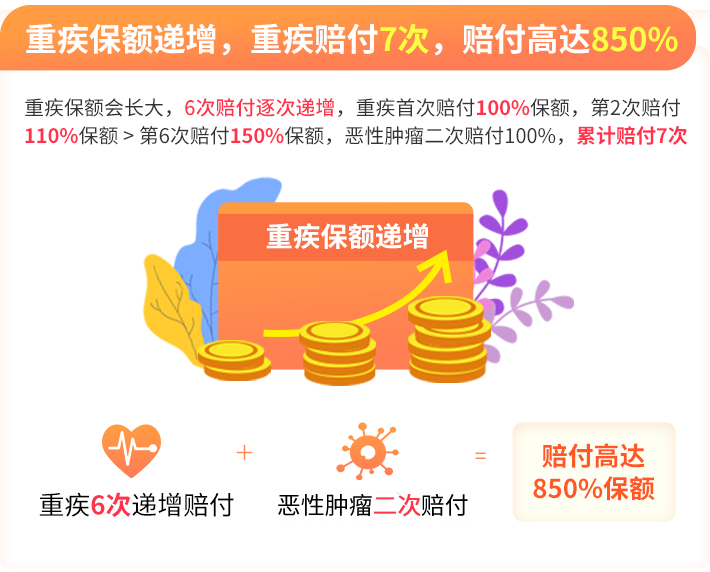 重疾保额递增，重疾赔付7次，赔付高达850%
重疾保额会长大，6次赔付逐次递增，重疾首次赔付100%保额，第2次赔付
110%保额 > 第6次赔付150%保额，恶性肿瘤二次赔付100%，累计赔付7次
重疾保额递增
+
=
赔付高达
850%保额
重疾6次递增赔付
恶性肿瘤二次赔付